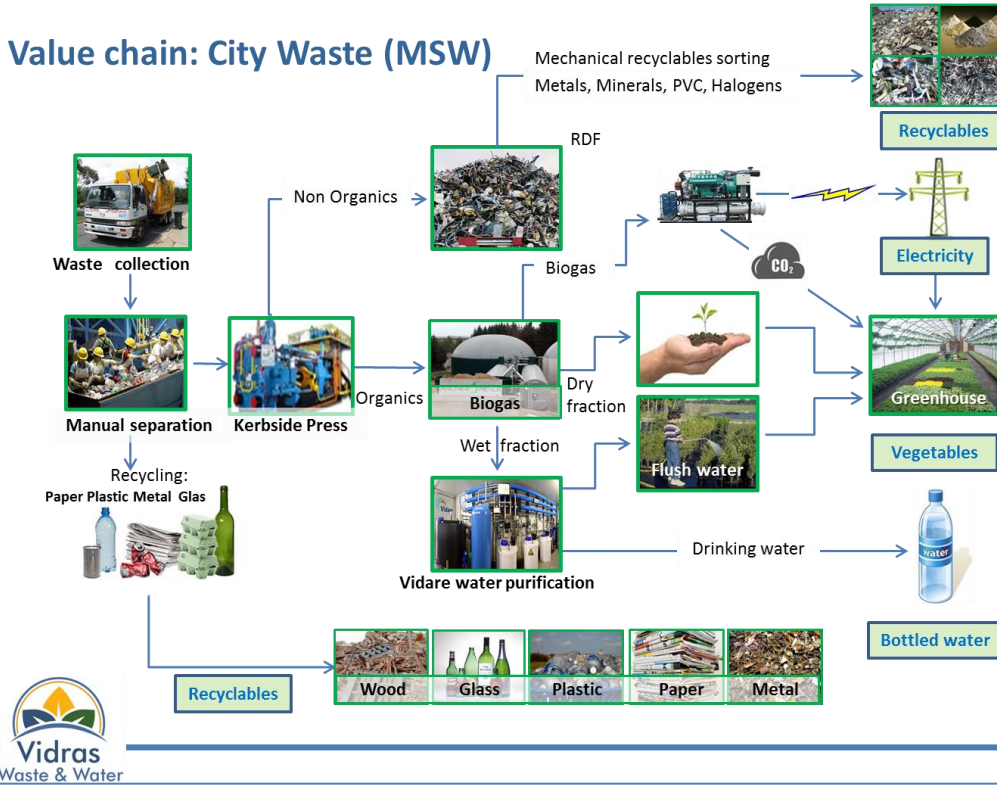 Value chain: City Waste (MSW)
Mechanical recyclables sorting
Metals, Minerals, PVC, Halogens
Recyclables
RDF
Non Organics
Waste collection
Biogas
CO2
Electricity
Organics
Biogas
Dry
fraction
Greenhouse
Manual separation
Kerbside Press
Wet fraction
Flush water
Vegetables
Recycling:
Paper Plastic Metal Glas
Vidare water purification
Drinking water
water
Bottled water
Recyclables
Wood
Glass
Plastic
Paper
Metal
Vidras
Waste & Water